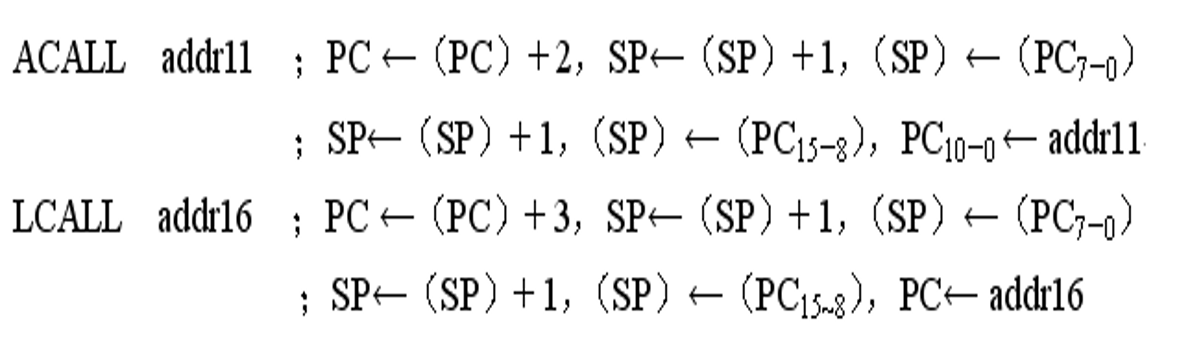 ACALL addr11 ; PC←(PC)+2, SP←(SP)+1, (SP)←(PC₇₋₀)
; SP←(SP)+1, (SP)←(PC₁₅₋₈), PC₁₀₋₀←addr11
LCALL addr16 ; PC←(PC)+3, SP←(SP)+1, (SP)←(PC₇₋₀)
; SP←(SP)+1, (SP)←(PC₁₅~₈), PC←addr16